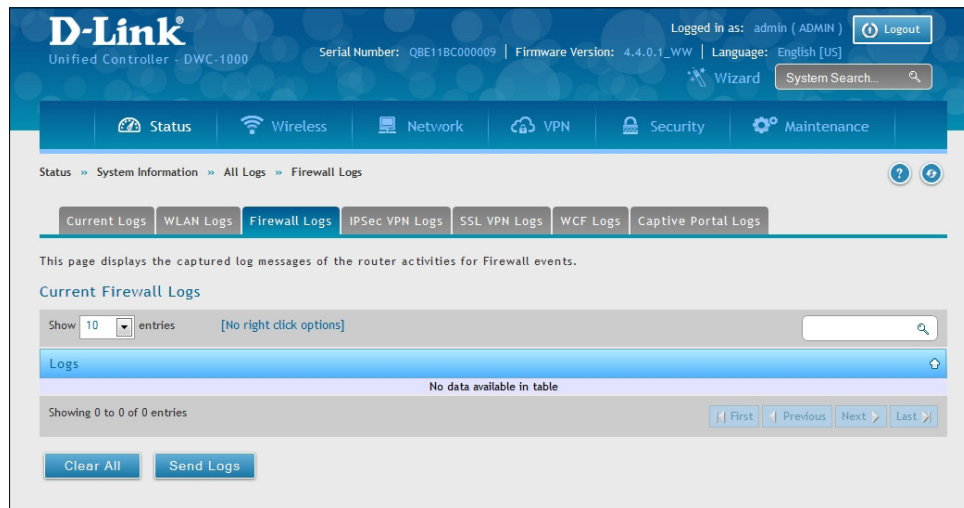 D-Link®
Unified Controller - DWC-1000
Logged in as: admin ( ADMIN ) Logout
Serial Number: QBE11BC000009 | Firmware Version: 4.4.0.1_WW | Language: English [US]
Wizard System Search...
Status Wireless Network VPN Security Maintenance
Status » System Information » All Logs » Firewall Logs
Current Logs WLAN Logs Firewall Logs IPSec VPN Logs SSL VPN Logs WCF Logs Captive Portal Logs
This page displays the captured log messages of the router activities for Firewall events.
Current Firewall Logs
Show 10 entries [No right click options]
Logs
No data available in table
Showing 0 to 0 of 0 entries First Previous Next Last
Clear All Send Logs